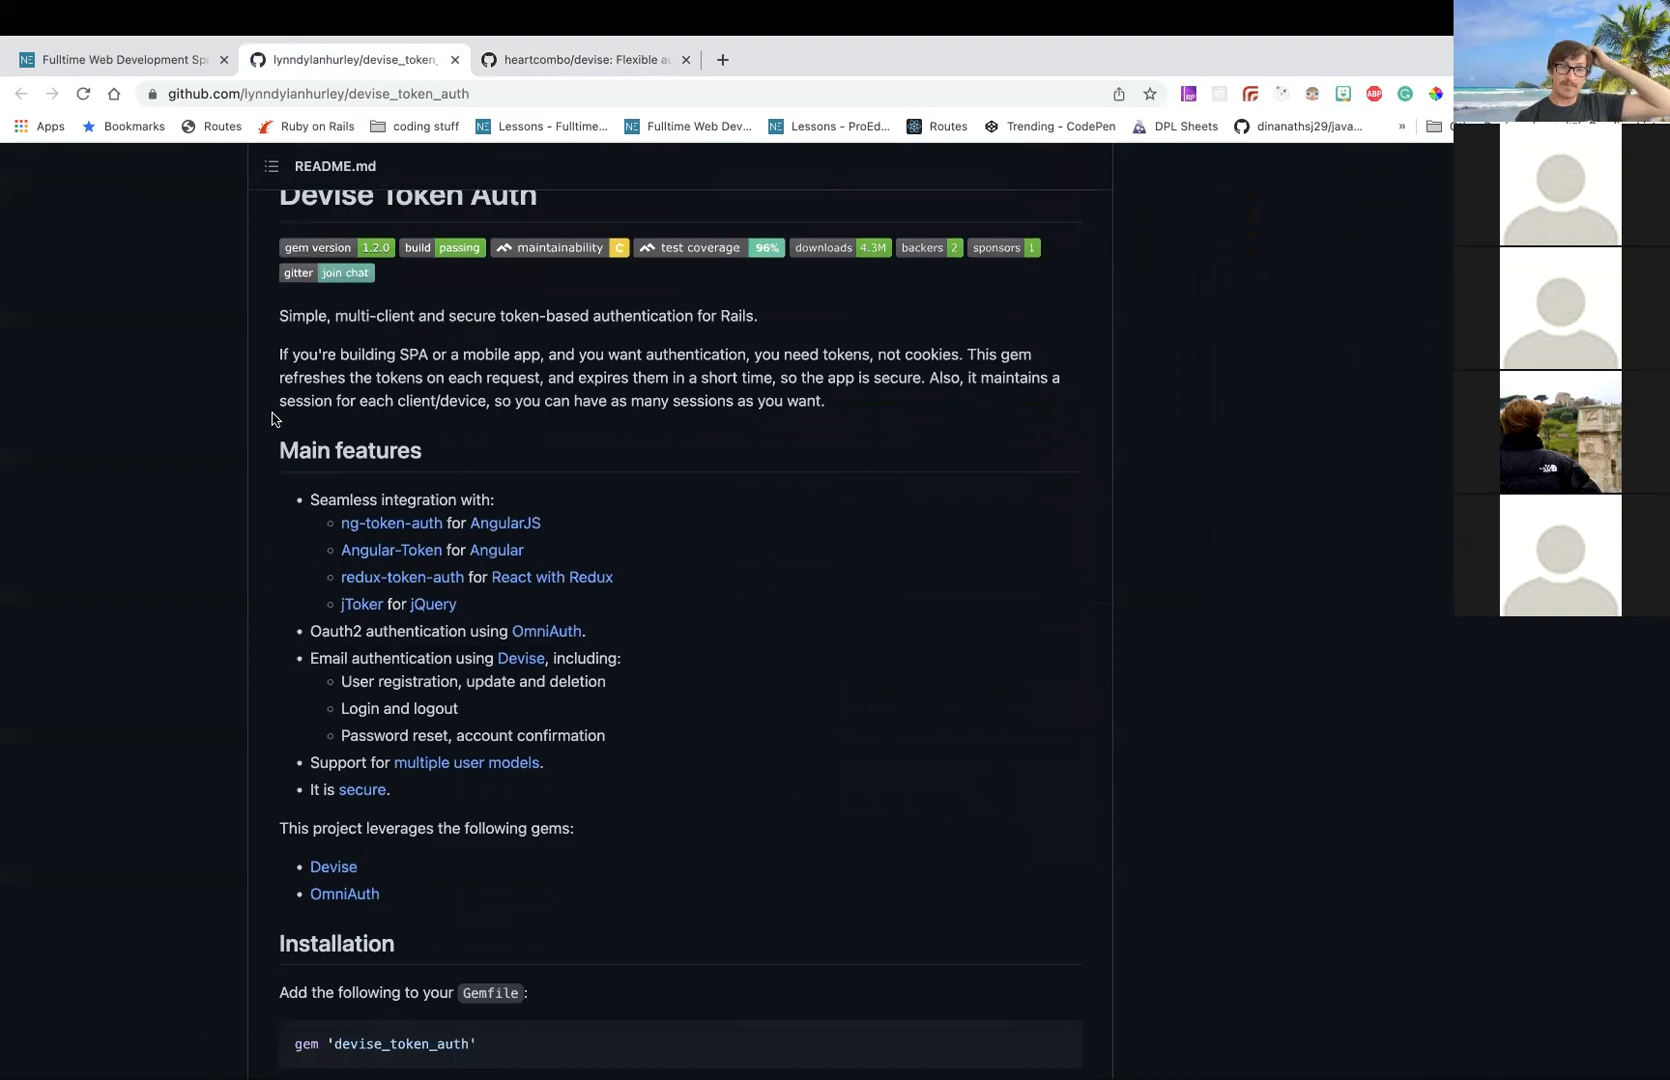 Fulltime Web Development Sp
lynndylanhurley/devise_token_
heartcombo/devise: Flexible au
github.com/lynndylanhurley/devise_token_auth
Apps
Bookmarks
Routes
Ruby on Rails
coding stuff
Lessons - Fulltime...
Fulltime Web Dev...
Lessons - ProEd...
Routes
Trending - CodePen
DPL Sheets
dinanathsj29/java...
»
README.md
Devise Token Auth
gem version 1.2.0 build passing maintainability C test coverage 96% downloads 4.3M backers 2 sponsors 1
gitter join chat
Simple, multi-client and secure token-based authentication for Rails.
If you're building SPA or a mobile app, and you want authentication, you need tokens, not cookies. This gem
refreshes the tokens on each request, and expires them in a short time, so the app is secure. Also, it maintains a
session for each client/device, so you can have as many sessions as you want.
Main features
• Seamless integration with:
◦ ng-token-auth for AngularJS
◦ Angular-Token for Angular
◦ redux-token-auth for React with Redux
◦ jToker for jQuery
• Oauth2 authentication using OmniAuth.
• Email authentication using Devise, including:
◦ User registration, update and deletion
◦ Login and logout
◦ Password reset, account confirmation
• Support for multiple user models.
• It is secure.
This project leverages the following gems:
• Devise
• OmniAuth
Installation
Add the following to your Gemfile:
gem 'devise_token_auth'